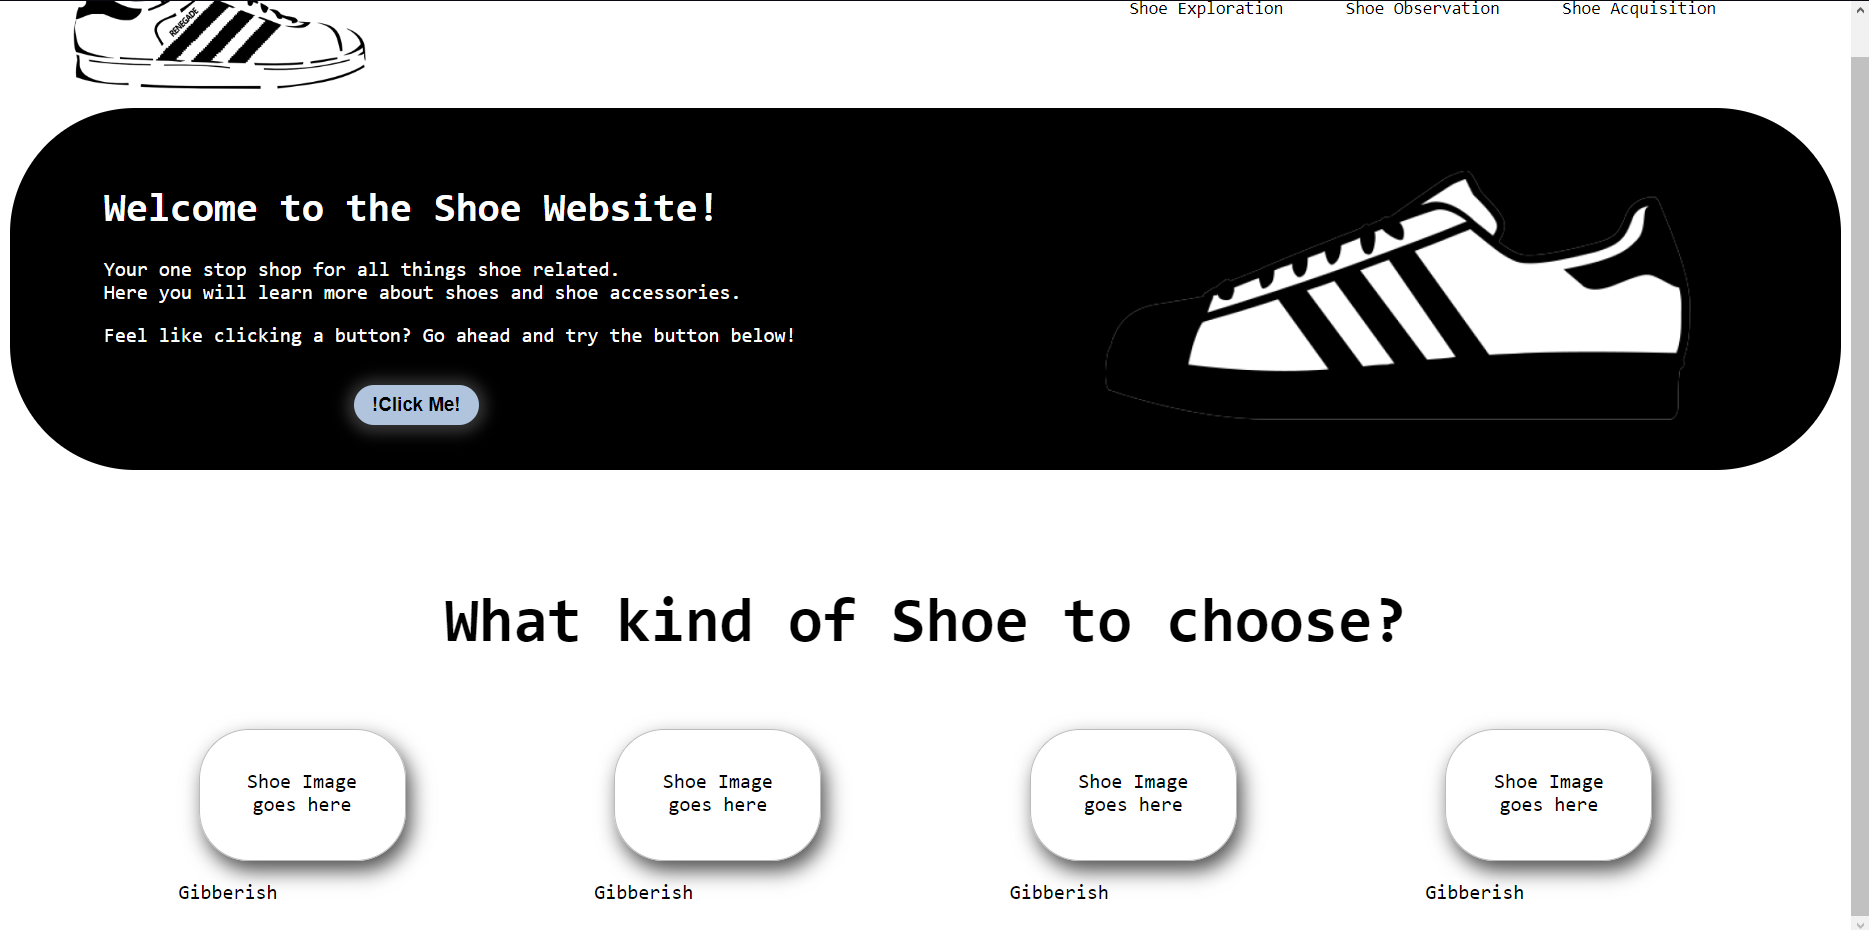 RENEGADE
Shoe Exploration
Shoe Observation
Shoe Acquisition
Welcome to the Shoe Website!
Your one stop shop for all things shoe related.
Here you will learn more about shoes and shoe accessories.
Feel like clicking a button? Go ahead and try the button below!
!Click Me!
What kind of Shoe to choose?
Shoe Image
goes here
Gibberish
Shoe Image
goes here
Gibberish
Shoe Image
goes here
Gibberish
Shoe Image
goes here
Gibberish